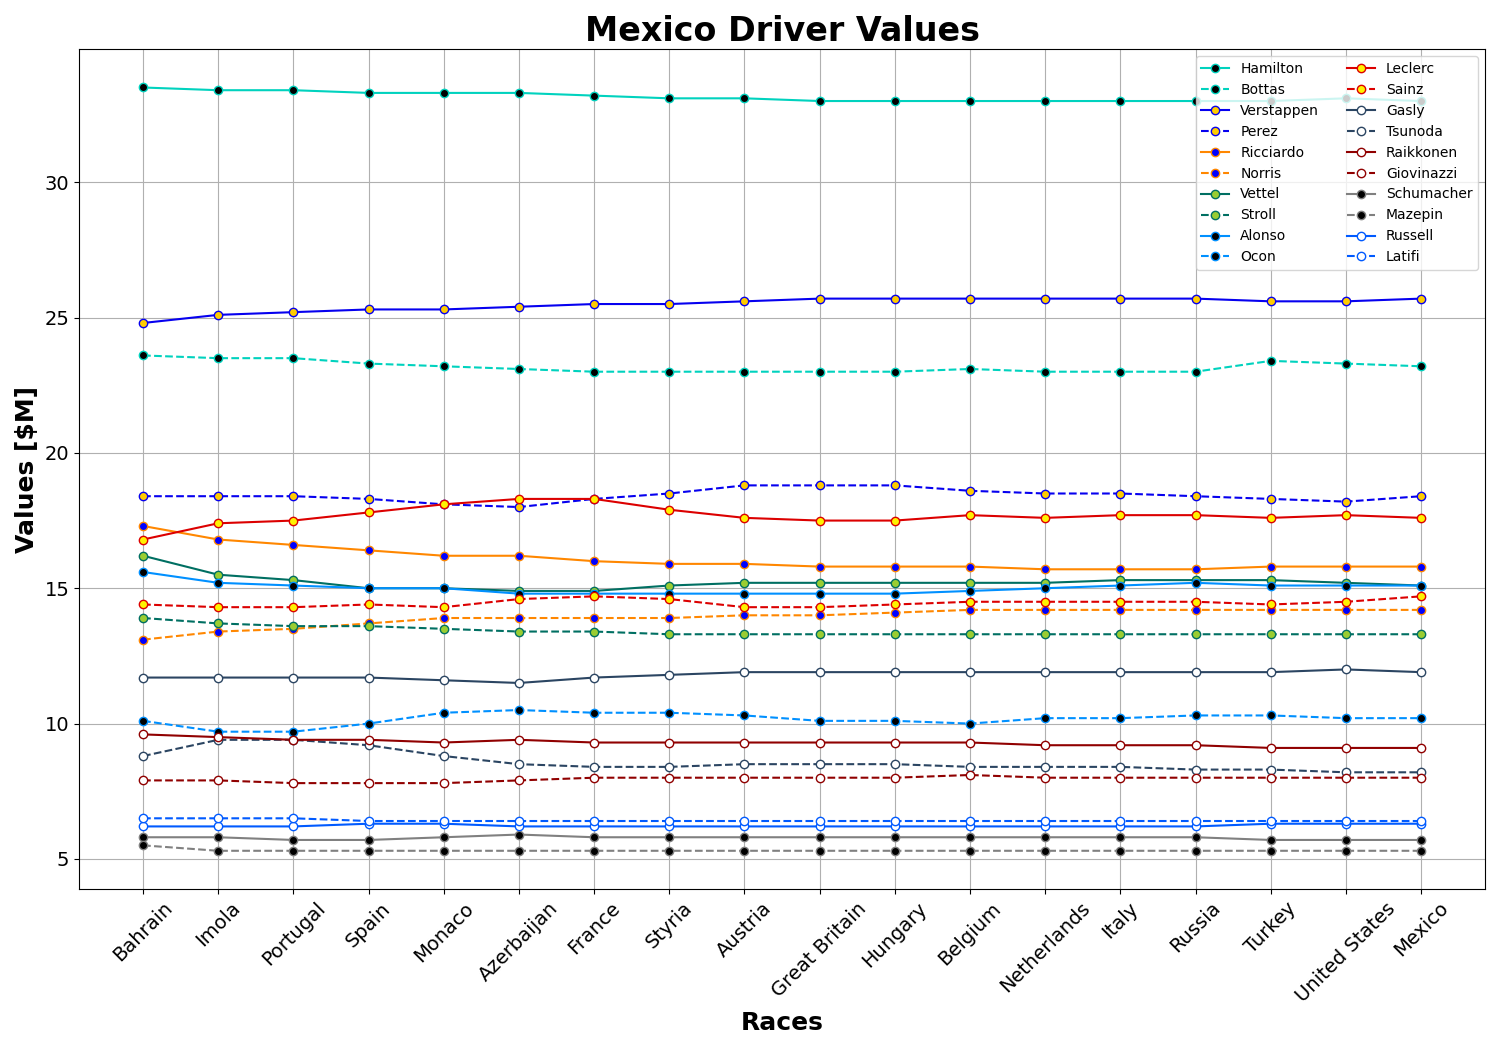 Mexico Driver Values
Hamilton
Bottas
Verstappen
Perez
Ricciardo
Norris
Vettel
Stroll
Alonso
Ocon
Leclerc
Sainz
Gasly
Tsunoda
Raikkonen
Giovinazzi
Schumacher
Mazepin
Russell
Latifi
Values [$M]
30
25
20
15
10
5
Bahrain
Imola
Portugal
Spain
Monaco
Azerbaijan
France
Styria
Austria
Great Britain
Hungary
Belgium
Netherlands
Italy
Russia
Turkey
United States
Mexico
Races